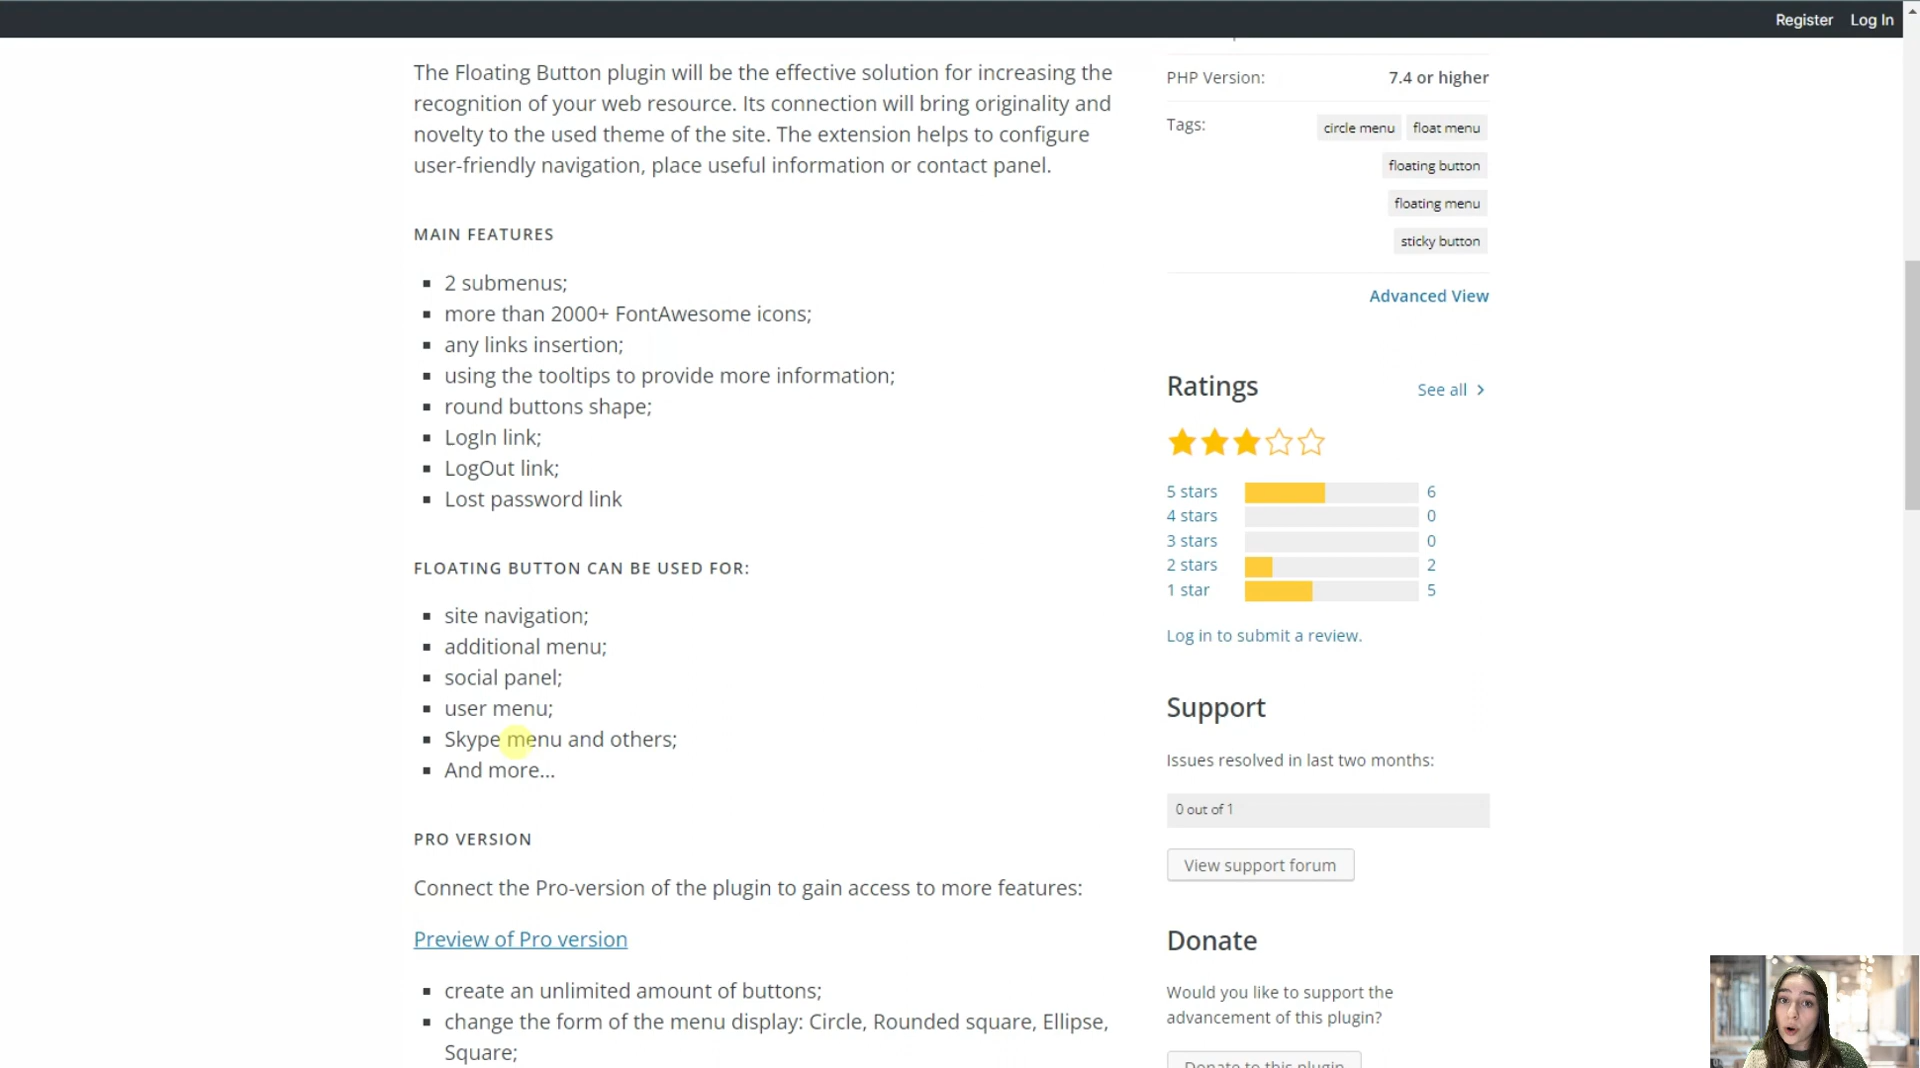 Register Log In
The Floating Button plugin will be the effective solution for increasing the
recognition of your web resource. Its connection will bring originality and
novelty to the used theme of the site. The extension helps to configure
user-friendly navigation, place useful information or contact panel.
MAIN FEATURES
2 submenus;
more than 2000+ FontAwesome icons;
any links insertion;
using the tooltips to provide more information;
round buttons shape;
LogIn link;
LogOut link;
Lost password link
FLOATING BUTTON CAN BE USED FOR:
site navigation;
additional menu;
social panel;
user menu;
Skype menu and others;
And more...
PRO VERSION
Connect the Pro-version of the plugin to gain access to more features:
Preview of Pro version
create an unlimited amount of buttons;
change the form of the menu display: Circle, Rounded square, Ellipse,
Square;
PHP Version: 7.4 or higher
Tags: circle menu float menu
floating button
floating menu
sticky button
Advanced View
Ratings See all
5 stars 6
4 stars 0
3 stars 0
2 stars 2
1 star 5
Log in to submit a review.
Support
Issues resolved in last two months:
0 out of 1
View support forum
Donate
Would you like to support the
advancement of this plugin?
Donate to this plugin